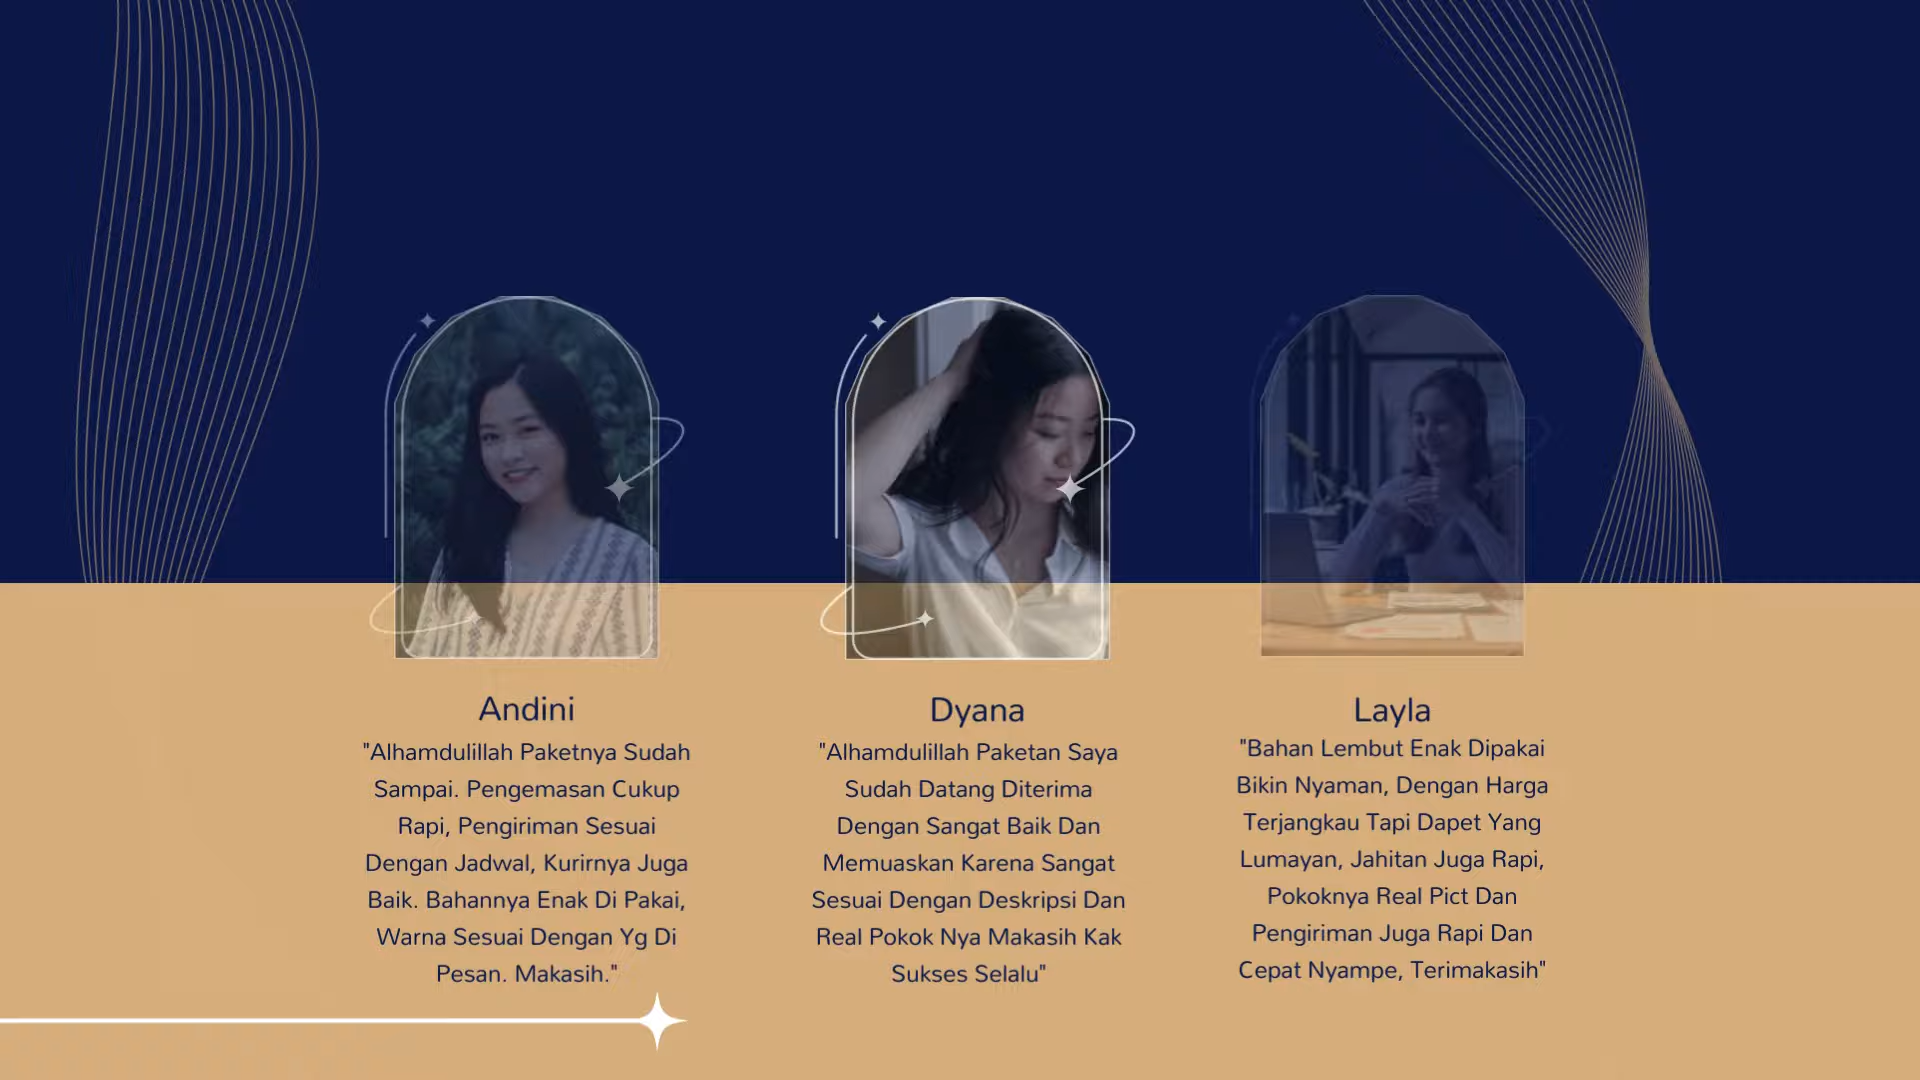 Andini
"Alhamdulillah Paketnya Sudah
Sampai. Pengemasan Cukup
Rapi, Pengiriman Sesuai
Dengan Jadwal, Kurirnya Juga
Baik. Bahannya Enak Di Pakai,
Warna Sesuai Dengan Yg Di
Pesan. Makasih."
Dyana
"Alhamdulillah Paketan Saya
Sudah Datang Diterima
Dengan Sangat Baik Dan
Memuaskan Karena Sangat
Sesuai Dengan Deskripsi Dan
Real Pokok Nya Makasih Kak
Sukses Selalu"
Layla
"Bahan Lembut Enak Dipakai
Bikin Nyaman, Dengan Harga
Terjangkau Tapi Dapet Yang
Lumayan, Jahitan Juga Rapi,
Pokoknya Real Pict Dan
Pengiriman Juga Rapi Dan
Cepat Nyampe, Terimakasih"